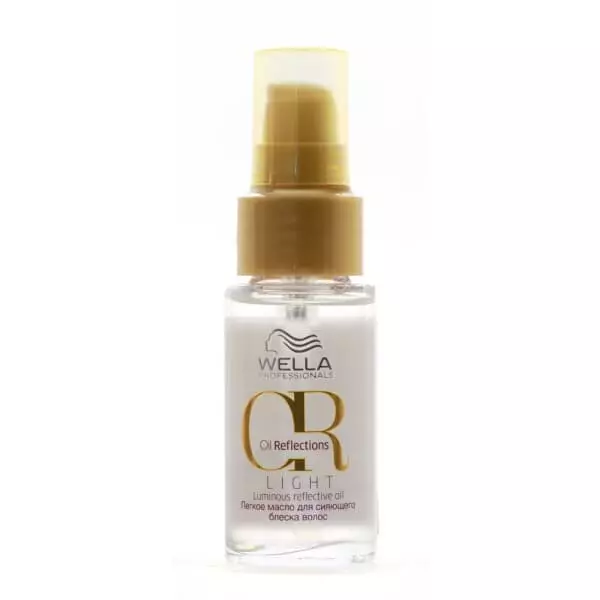 WELLA
PROFESSIONALS
OR
Oil Reflections
LIGHT
Luminous reflective oil
Легкое масло для сияющего
блеска волос